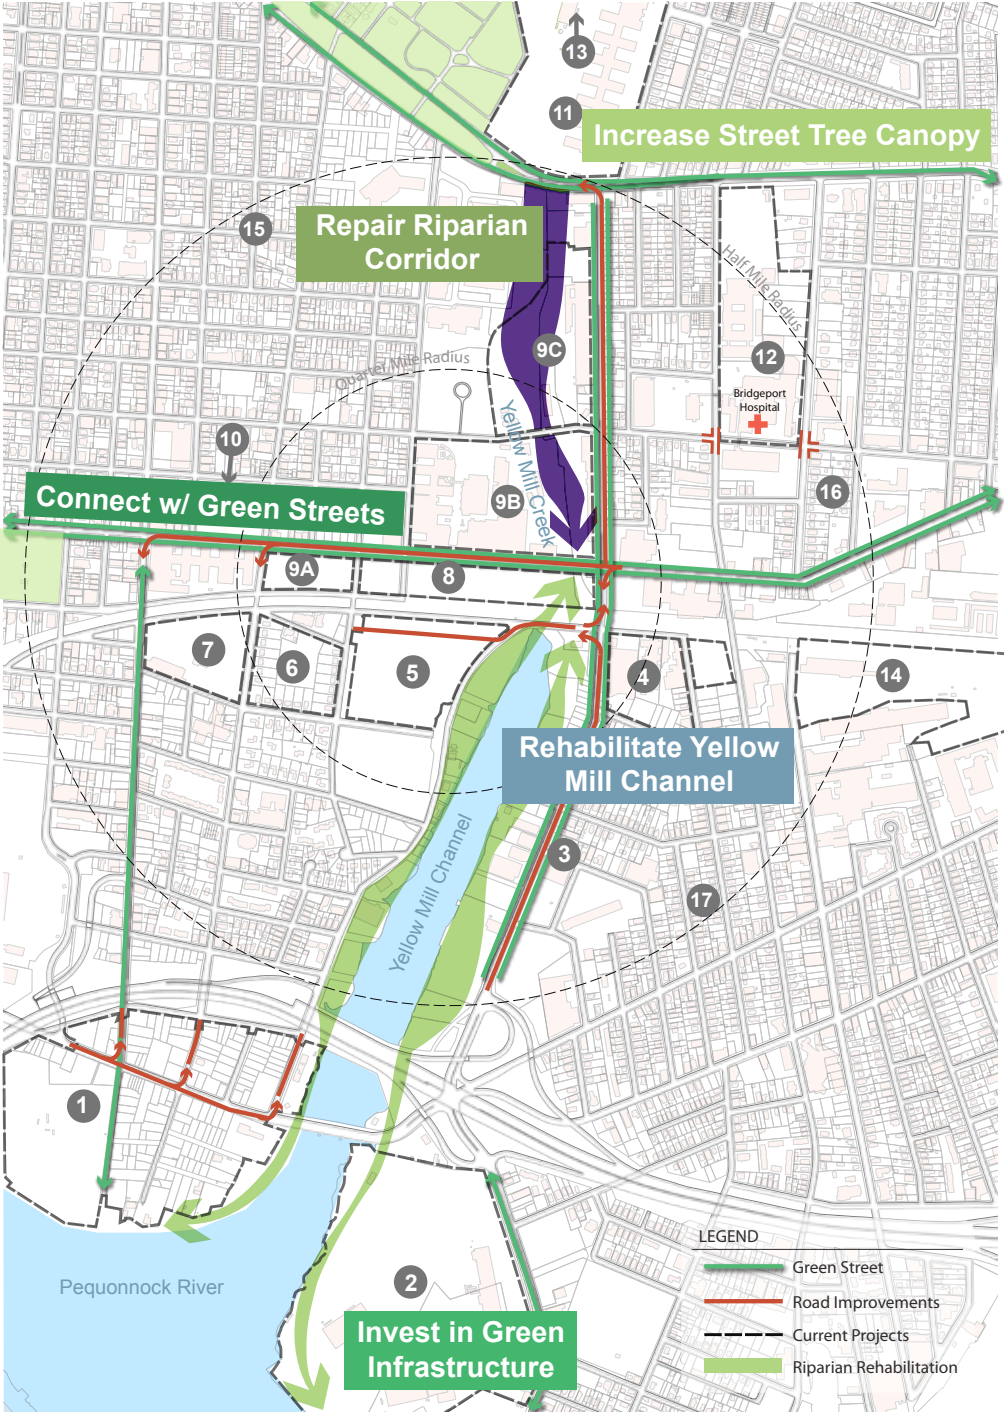 13
11
Increase Street Tree Canopy
Repair Riparian
Corridor
15
Half Mile Radius
9C
12
Quarter Mile Radius
Bridgeport
Hospital
Yellow Mill Creek
10
Connect w/ Green Streets
9B
16
9A
8
7
6
5
4
14
Rehabilitate Yellow
Mill Channel
Yellow Mill Channel
3
17
1
LEGEND
Green Street
Road Improvements
Current Projects
Riparian Rehabilitation
Pequonnock River
2
Invest in Green
Infrastructure